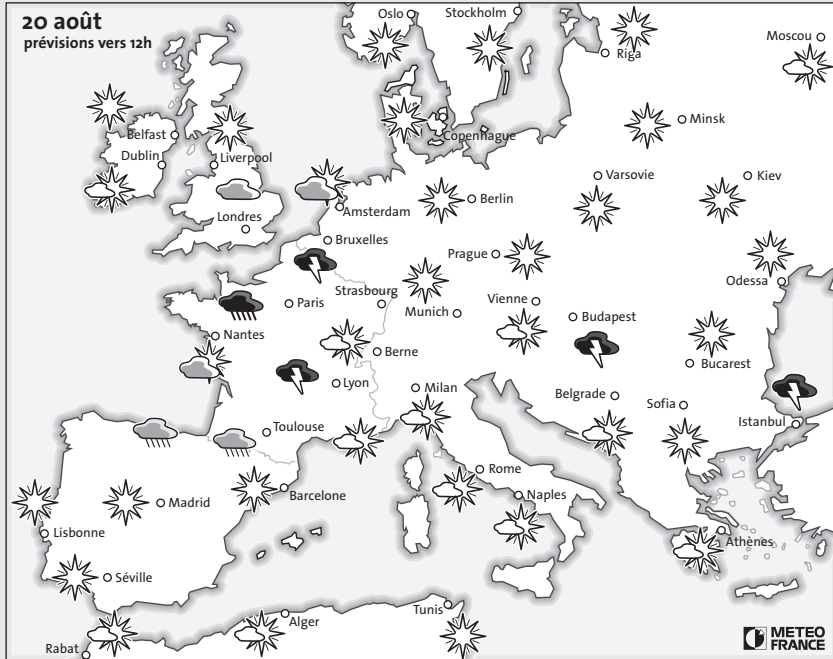 20 août
prévisions vers 12h
Oslo
Stockholm
Moscou
Riga
Minsk
Belfast
Copenhague
Dublin
Liverpool
Varsovie
Kiev
Berlin
Londres
Amsterdam
Bruxelles
Prague
Odessa
Strasbourg
Paris
Vienne
Munich
Budapest
Nantes
Berne
Bucarest
Lyon
Milan
Belgrade
Sofia
Istanbul
Toulouse
Rome
Madrid
Barcelone
Naples
Lisbonne
Athènes
Séville
Tunis
Alger
Rabat
METEO
FRANCE